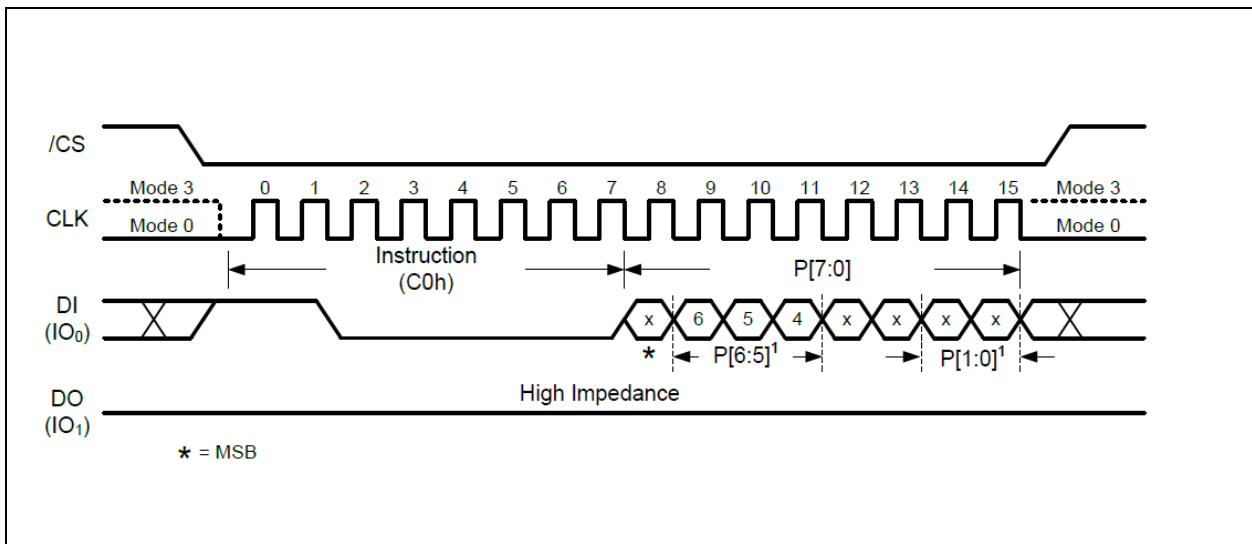 /CS
Mode 3 0 1 2 3 4 5 6 7 8 9 10 11 12 13 14 15 Mode 3
CLK
Mode 0 Mode 0
Instruction
(C0h)
P[7:0]
DI
(IO₀)
x 6 5 4 x x x x
* P[6:5]¹ P[1:0]¹
DO
(IO₁)
High Impedance
* = MSB